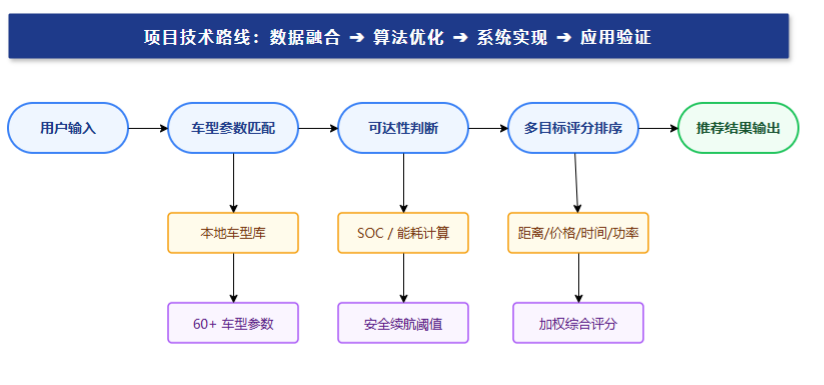 项目技术路线：数据融合 ➔ 算法优化 ➔ 系统实现 ➔ 应用验证
用户输入
车型参数匹配
可达性判断
多目标评分排序
推荐结果输出
本地车型库
SOC / 能耗计算
距离/价格/时间/功率
60+ 车型参数
安全续航阈值
加权综合评分